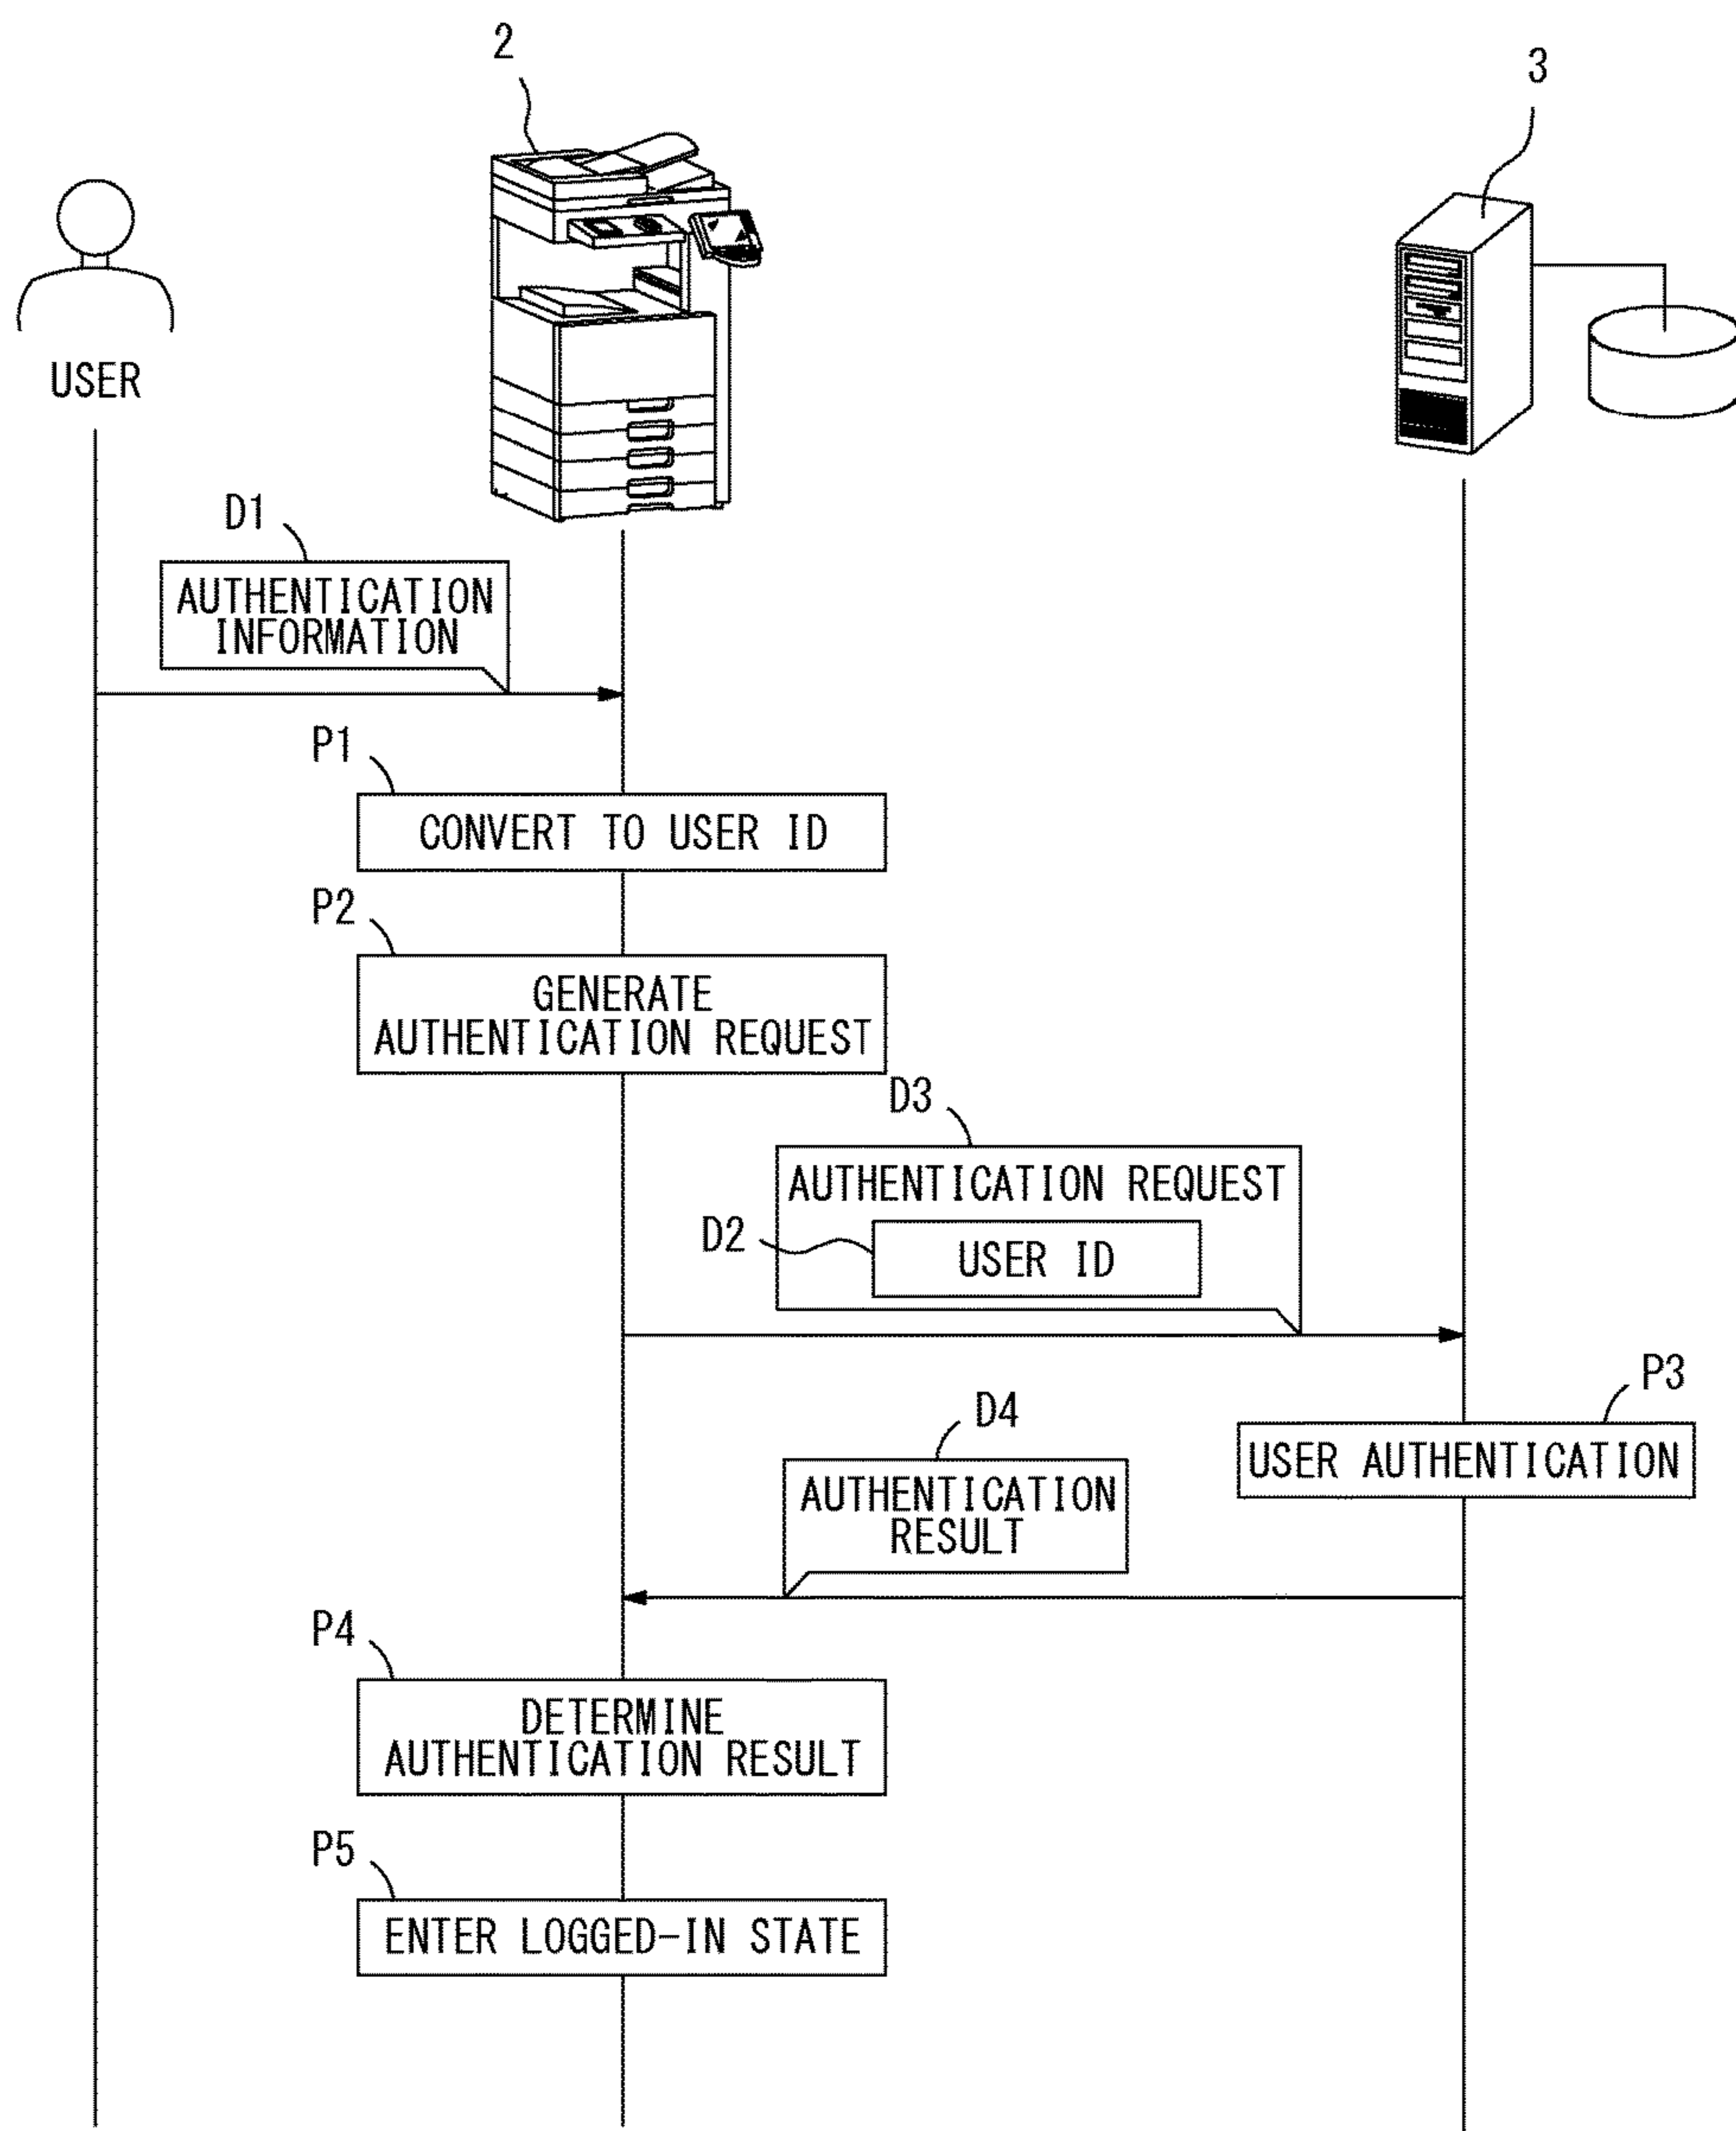 2
3
USER
D1
AUTHENTICATION
INFORMATION
P1
CONVERT TO USER ID
P2
GENERATE
AUTHENTICATION REQUEST
D3
AUTHENTICATION REQUEST
D2
USER ID
P3
USER AUTHENTICATION
D4
AUTHENTICATION
RESULT
P4
DETERMINE
AUTHENTICATION RESULT
P5
ENTER LOGGED-IN STATE